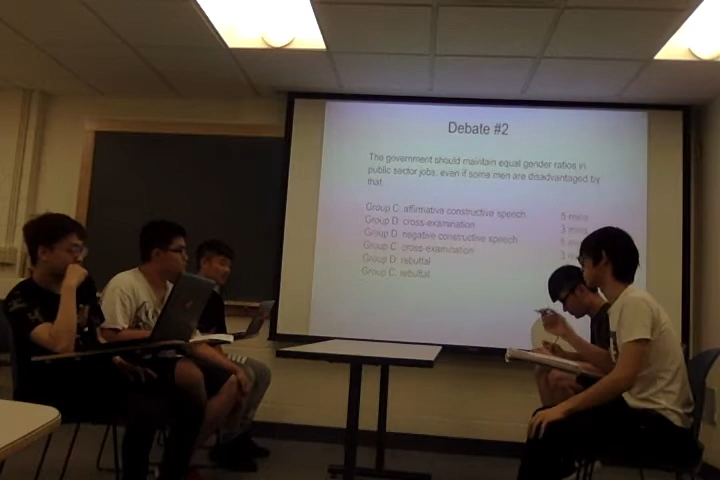 Debate #2
The government should maintain equal gender ratios in
public sector jobs, even if some men are disadvantaged by
that
Group C: affirmative constructive speech 5 mins
Group D: cross-examination 3 mins
Group D: negative constructive speech
Group C: cross-examination
Group D: rebuttal
Group C: rebuttal